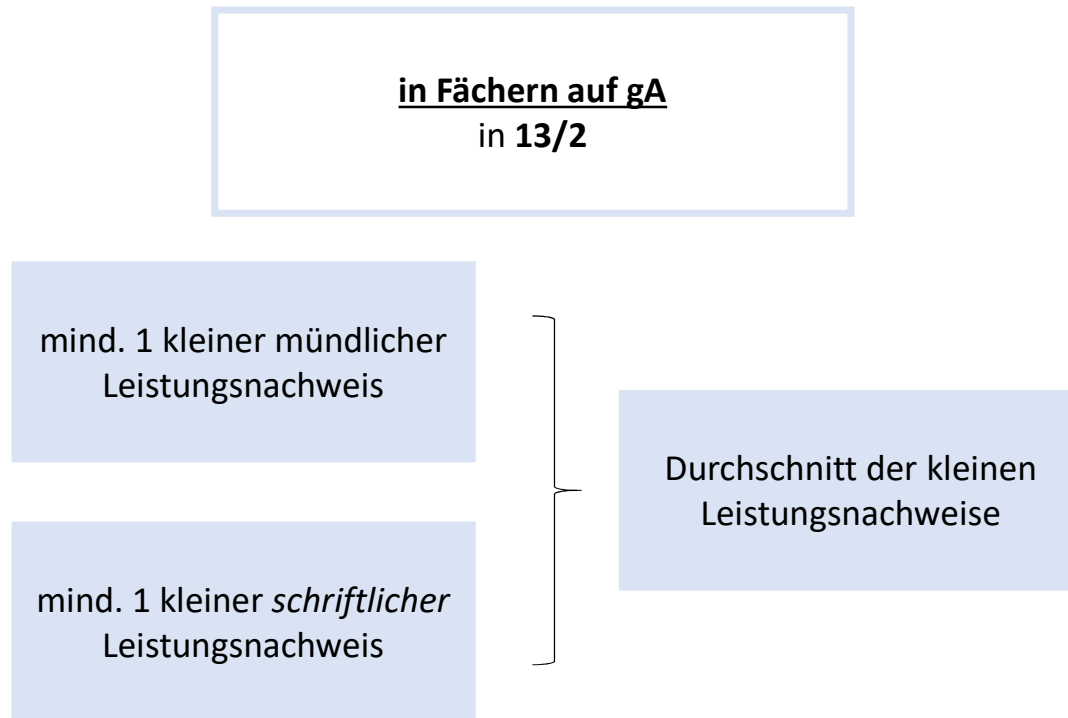 in Fächern auf gA
in 13/2
mind. 1 kleiner mündlicher
Leistungsnachweis
mind. 1 kleiner schriftlicher
Leistungsnachweis
Durchschnitt der kleinen
Leistungsnachweise